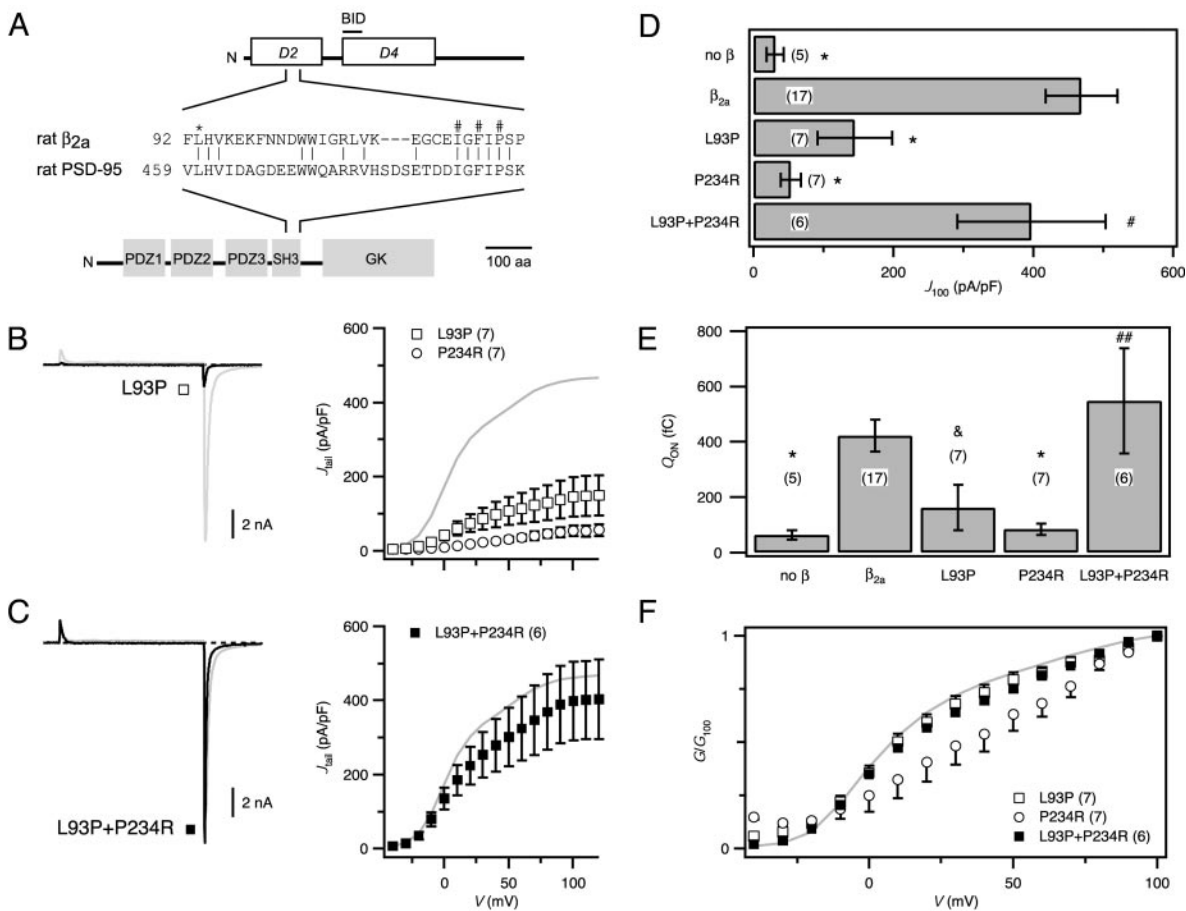 A
BID
N
D2
D4
* # # #
rat β2a 92 FLHVKEKFNNDWWIGRLVK---EGCEIGFIPSP
rat PSD-95 459 VLHVIDAGDEEWWQARRVHSDSETDDIGFIPSK
N
PDZ1
PDZ2
PDZ3
SH3
GK
100 aa
B
L93P
2 nA
600
400
200
0
Jtail (pA/pF)
L93P (7)
P234R (7)
C
L93P+P234R
2 nA
600
400
200
0
Jtail (pA/pF)
L93P+P234R (6)
0 50 100
V (mV)
D
no β
(5) *
β2a
(17)
L93P
(7) *
P234R
(7) *
L93P+P234R
(6) #
0 200 400 600
J100 (pA/pF)
E
800
600
400
200
0
QON (fC)
* & * ##
(5) (17) (7) (7) (6)
no β β2a L93P P234R L93P+P234R
F
1
0
G/G100
L93P (7)
P234R (7)
L93P+P234R (6)
0 50 100
V (mV)